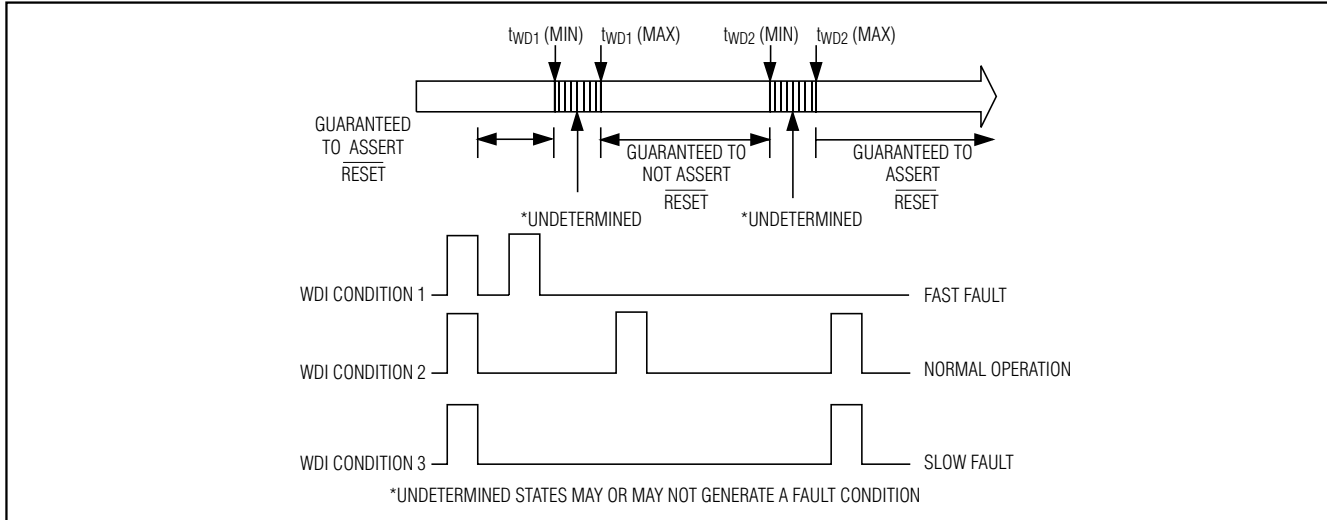 tWD1 (MIN) tWD1 (MAX) tWD2 (MIN) tWD2 (MAX)
GUARANTEED
TO ASSERT
RESET
GUARANTEED TO
NOT ASSERT
RESET
GUARANTEED TO
ASSERT
RESET
*UNDETERMINED *UNDETERMINED
WDI CONDITION 1 FAST FAULT
WDI CONDITION 2 NORMAL OPERATION
WDI CONDITION 3 SLOW FAULT
*UNDETERMINED STATES MAY OR MAY NOT GENERATE A FAULT CONDITION